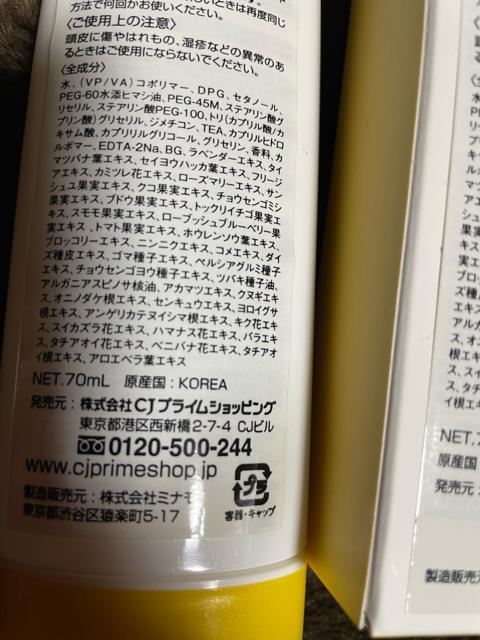 方法で何回かお使いください。
〈ご使用上の注意〉
頭皮に傷やはれもの、湿疹などの異常のあ
るときはご使用にならないでください。
〈全成分〉
水、(VP/VA)コポリマー、DPG、セタノール、
PEG-60水添ヒマシ油、PEG-45M、ステアリン酸グ
リセリル、ステアリン酸PEG-100、トリ(カプリル酸/カ
プリン酸)グリセリル、ジメチコン、TEA、カプリルヒドロ
キサム酸、カプリリルグリコール、グリセリン、香料、カ
ルボマー、EDTA-2Na、BG、ラベンダーエキス、タイ
マツバナ葉エキス、セイヨウハッカ葉エキス、フリージ
アエキス、カミツレ花エキス、ローズマリーエキス、サン
シュユ果実エキス、クコ果実エキス、チョウセンゴミシ
果実エキス、ブドウ果実エキス、トックリイチゴ果実エ
キス、スモモ果実エキス、ローブッシュブルーベリー果
実エキス、トマト果実エキス、ホウレンソウ葉エキス、
ブロッコリーエキス、ニンニクエキス、コメエキス、ダイ
ズ種皮エキス、ゴマ種子エキス、ペルシアグルミ種子
エキス、チョウセンゴヨウ種子エキス、ツバキ種子油、
アルガニアスピノサ核油、アカマツエキス、クヌギエキ
ス、オニノダケ根エキス、センキュウエキス、ヨロイグサ
根エキス、アンゲリカテヌイシマ根エキス、キク花エキ
ス、スイカズラ花エキス、ハマナス花エキス、バラエキ
ス、タチアオイ花エキス、ベニバナ花エキス、タチアオ
イ根エキス、アロエベラ葉エキス
NET.70mL 原産国:KOREA
発売元:株式会社CJプライムショッピング
東京都港区西新橋2-7-4 CJビル
0120-500-244
www.cjprimeshop.jp
製造販売元:株式会社ミナモ
東京都渋谷区猿楽町5-17
プラ
容器・キャップ
NET.7
原産国
発売元
製造販売元